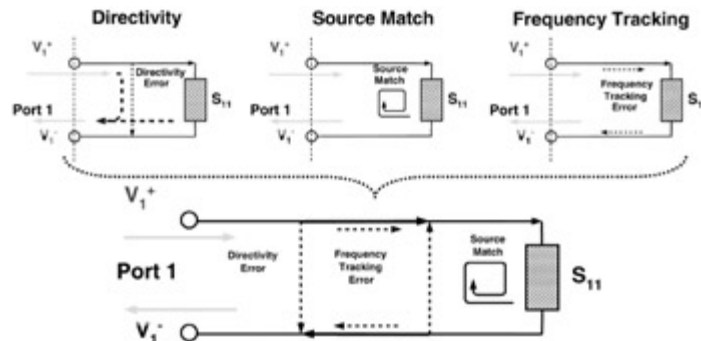 Directivity
V₁⁺
Directivity
Error
Port 1
S₁₁
V₁⁻
Source Match
V₁⁺
Source
Match
Port 1
S₁₁
V₁⁻
Frequency Tracking
V₁⁺
Frequency
Tracking
Error
Port 1
S₁
V₁⁻
V₁⁺
Port 1
Directivity
Error
Frequency
Tracking
Error
Source
Match
S₁₁
V₁⁻